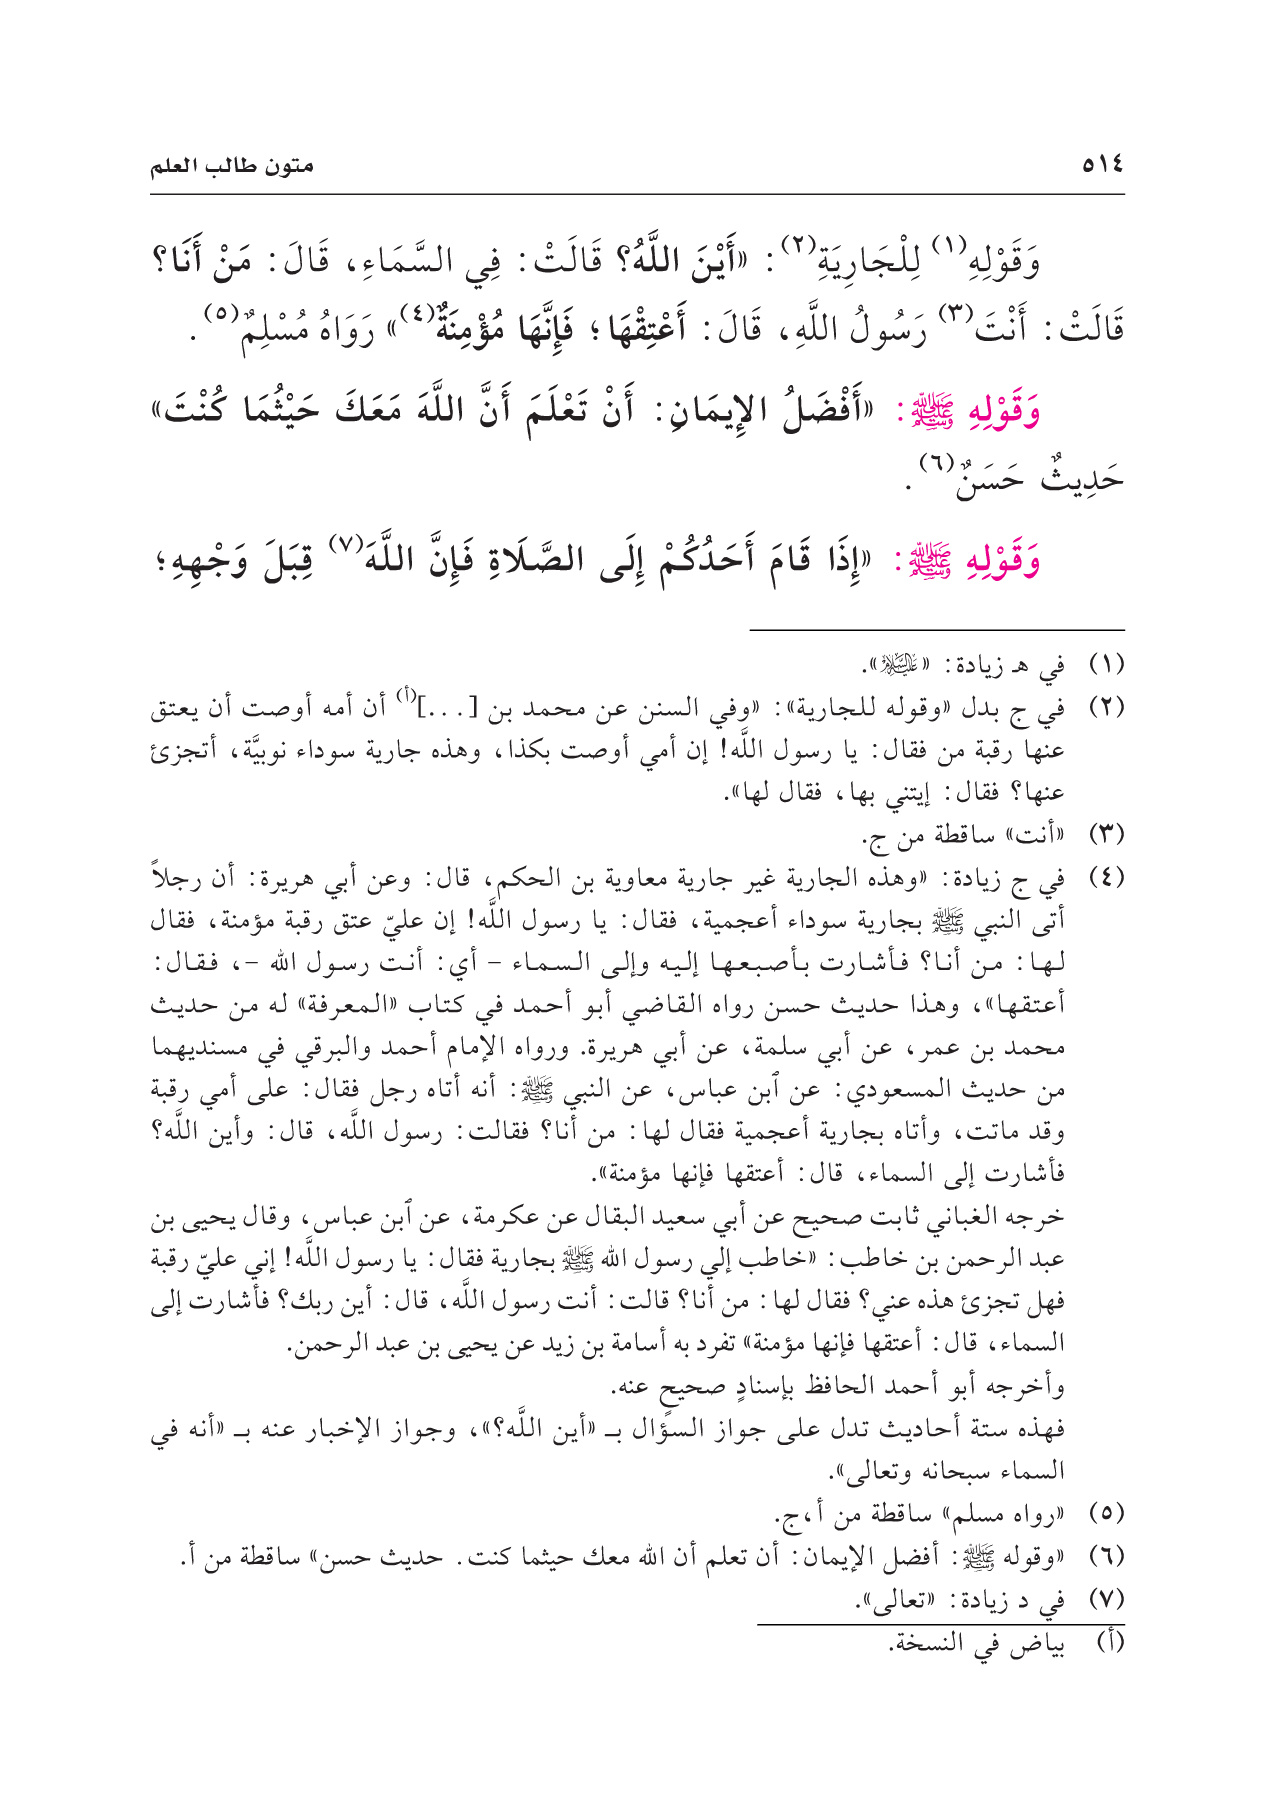 ٥١٤ متون طالب العلم
وَقَوْلِهِ(١) لِلْجَارِيَةِ(٢): «أَيْنَ اللَّهُ؟ قَالَتْ: فِي السَّمَاءِ، قَالَ: مَنْ أَنَا؟
قَالَتْ: أَنْتَ(٣) رَسُولُ اللَّهِ، قَالَ: أَعْتِقْهَا؛ فَإِنَّهَا مُؤْمِنَةٌ(٤)» رَوَاهُ مُسْلِمٌ(٥).
وَقَوْلِهِ ﷺ: «أَفْضَلُ الإِيمَانِ: أَنْ تَعْلَمَ أَنَّ اللَّهَ مَعَكَ حَيْثُمَا كُنْتَ»
حَدِيثٌ حَسَنٌ(٦).
وَقَوْلِهِ ﷺ: «إِذَا قَامَ أَحَدُكُمْ إِلَى الصَّلَاةِ فَإِنَّ اللَّهَ(٧) قِبَلَ وَجْهِهِ؛
(١) في هـ زيادة: «عليه السلام».
(٢) في ج بدل «وقوله للجارية»: «وفي السنن عن محمد بن [...](أ) أن أمه أوصت أن يعتق
عنها رقبة من فقال: يا رسول اللَّه! إن أمي أوصت بكذا، وهذه جارية سوداء نوبيَّة، أتجزئ
عنها؟ فقال: إيتني بها، فقال لها».
(٣) «أنت» ساقطة من ج.
(٤) في ج زيادة: «وهذه الجارية غير جارية معاوية بن الحكم، قال: وعن أبي هريرة: أن رجلاً
أتى النبي ﷺ بجارية سوداء أعجمية، فقال: يا رسول اللَّه! إن عليّ عتق رقبة مؤمنة، فقال
لها: من أنا؟ فأشارت بأصبعها إليه وإلى السماء – أي: أنت رسول الله –، فقال:
أعتقها»، وهذا حديث حسن رواه القاضي أبو أحمد في كتاب «المعرفة» له من حديث
محمد بن عمر، عن أبي سلمة، عن أبي هريرة. ورواه الإمام أحمد والبرقي في مسنديهما
من حديث المسعودي: عن ٱبن عباس، عن النبي ﷺ: أنه أتاه رجل فقال: على أمي رقبة
وقد ماتت، وأتاه بجارية أعجمية فقال لها: من أنا؟ فقالت: رسول اللَّه، قال: وأين اللَّه؟
فأشارت إلى السماء، قال: أعتقها فإنها مؤمنة».
خرجه الغباني ثابت صحيح عن أبي سعيد البقال عن عكرمة، عن ٱبن عباس، وقال يحيى بن
عبد الرحمن بن خاطب: «خاطب إلي رسول الله ﷺ بجارية فقال: يا رسول اللَّه! إني عليّ رقبة
فهل تجزئ هذه عني؟ فقال لها: من أنا؟ قالت: أنت رسول اللَّه، قال: أين ربك؟ فأشارت إلى
السماء، قال: أعتقها فإنها مؤمنة» تفرد به أسامة بن زيد عن يحيى بن عبد الرحمن.
وأخرجه أبو أحمد الحافظ بإسنادٍ صحيحٍ عنه.
فهذه ستة أحاديث تدل على جواز السؤال بـ «أين اللَّه؟»، وجواز الإخبار عنه بـ «أنه في
السماء سبحانه وتعالى».
(٥) «رواه مسلم» ساقطة من أ،ج.
(٦) «وقوله ﷺ: أفضل الإيمان: أن تعلم أن الله معك حيثما كنت. حديث حسن» ساقطة من أ.
(٧) في د زيادة: «تعالى».
(أ) بياض في النسخة.